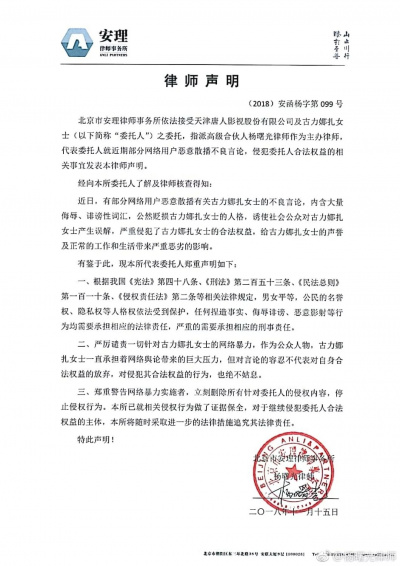 安理
律师事务所
ANLI PARTNERS
律师声明
（2018）安函杨字第 099 号
北京市安理律师事务所依法接受天津唐人影视股份有限公司及古力娜扎女
士（以下简称“委托人”）之委托，指派高级合伙人杨曙光律师作为主办律师，
代表委托人就近期部分网络用户恶意散播不良言论，侵犯委托人合法权益的相
关事宜发表本律师声明。
经向本所委托人了解及律师核查得知：
近日，有部分网络用户恶意散播有关古力娜扎女士的不良言论，内含大量
侮辱、诽谤性词汇，公然贬损古力娜扎女士的人格，诱使社会公众对古力娜扎
女士产生误解，严重侵犯了古力娜扎女士的合法权益，给古力娜扎女士的声誉
及正常的工作和生活带来严重恶劣的影响。
有鉴于此，现本所代表委托人郑重声明如下：
一、根据我国《宪法》第四十八条、《刑法》第二百五十三条、《民法总则》
第一百一十条、《侵权责任法》第二条等相关法律规定，男女平等，公民的名誉
权、隐私权等人格权依法受到保护，任何捏造事实、侮辱诽谤、恶意影射等行
为均需要承担相应的法律责任，严重的需要承担相应的刑事责任。
二、严厉谴责一切针对古力娜扎女士的网络暴力，作为公众人物，古力娜
扎女士一直承担着网络舆论带来的巨大压力，但对言论的容忍不代表对自身合
法权益的放弃，对侵犯其合法权益的行为，也绝不姑息。
三、郑重警告网络暴力实施者，立刻删除所有针对委托人的侵权内容，停
止侵权行为。本所已就相关侵权行为做了证据保全，对于继续侵犯委托人合法
权益的主体，本所将随时采取进一步的法律措施追究其法律责任。
特此声明！
北京市安理律师事务所
杨曙光律师
BEIJING ANLI&PARTNERS
二〇一八年 月十五日